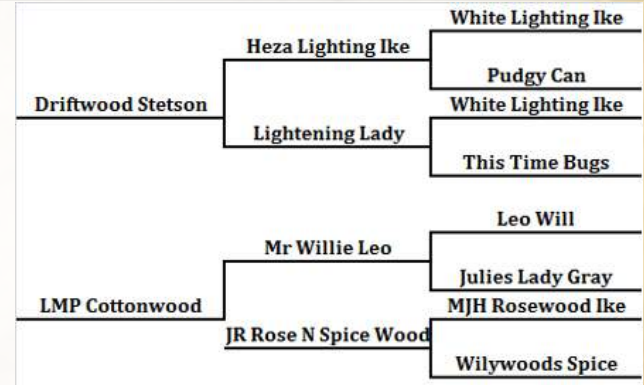 White Lighting Ike
Heza Lighting Ike
Pudgy Can
Driftwood Stetson
White Lighting Ike
Lightening Lady
This Time Bugs
Leo Will
Mr Willie Leo
Julies Lady Gray
LMP Cottonwood
MJH Rosewood Ike
JR Rose N Spice Wood
Wilywoods Spice